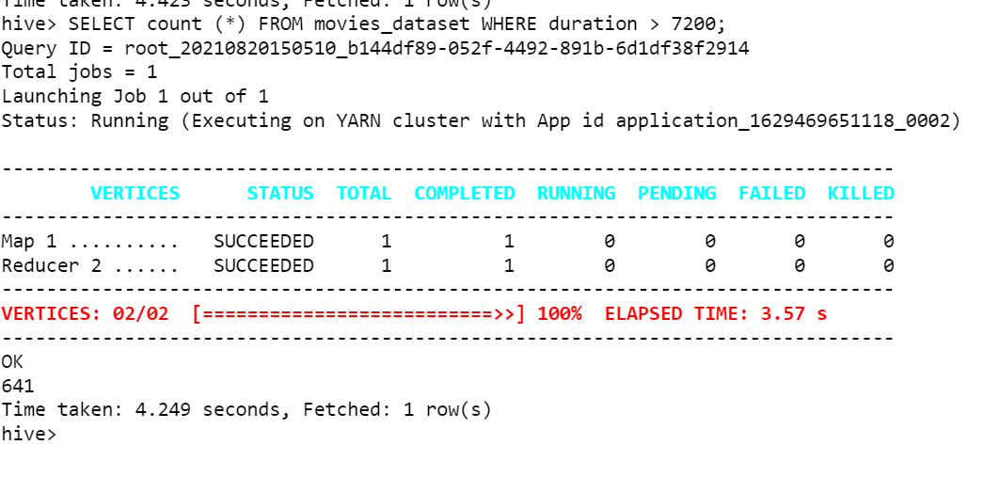 Time taken: 4.423 seconds, Fetched: 1 row(s)
hive> SELECT count (*) FROM movies_dataset WHERE duration > 7200;
Query ID = root_20210820150510_b144df89-052f-4492-891b-6d1df38f2914
Total jobs = 1
Launching Job 1 out of 1
Status: Running (Executing on YARN cluster with App id application_1629469651118_0002)
--------------------------------------------------------------------------------
VERTICES STATUS TOTAL COMPLETED RUNNING PENDING FAILED KILLED
--------------------------------------------------------------------------------
Map 1 .......... SUCCEEDED 1 1 0 0 0 0
Reducer 2 ...... SUCCEEDED 1 1 0 0 0 0
--------------------------------------------------------------------------------
VERTICES: 02/02 [==========================>>] 100% ELAPSED TIME: 3.57 s
--------------------------------------------------------------------------------
OK
641
Time taken: 4.249 seconds, Fetched: 1 row(s)
hive>